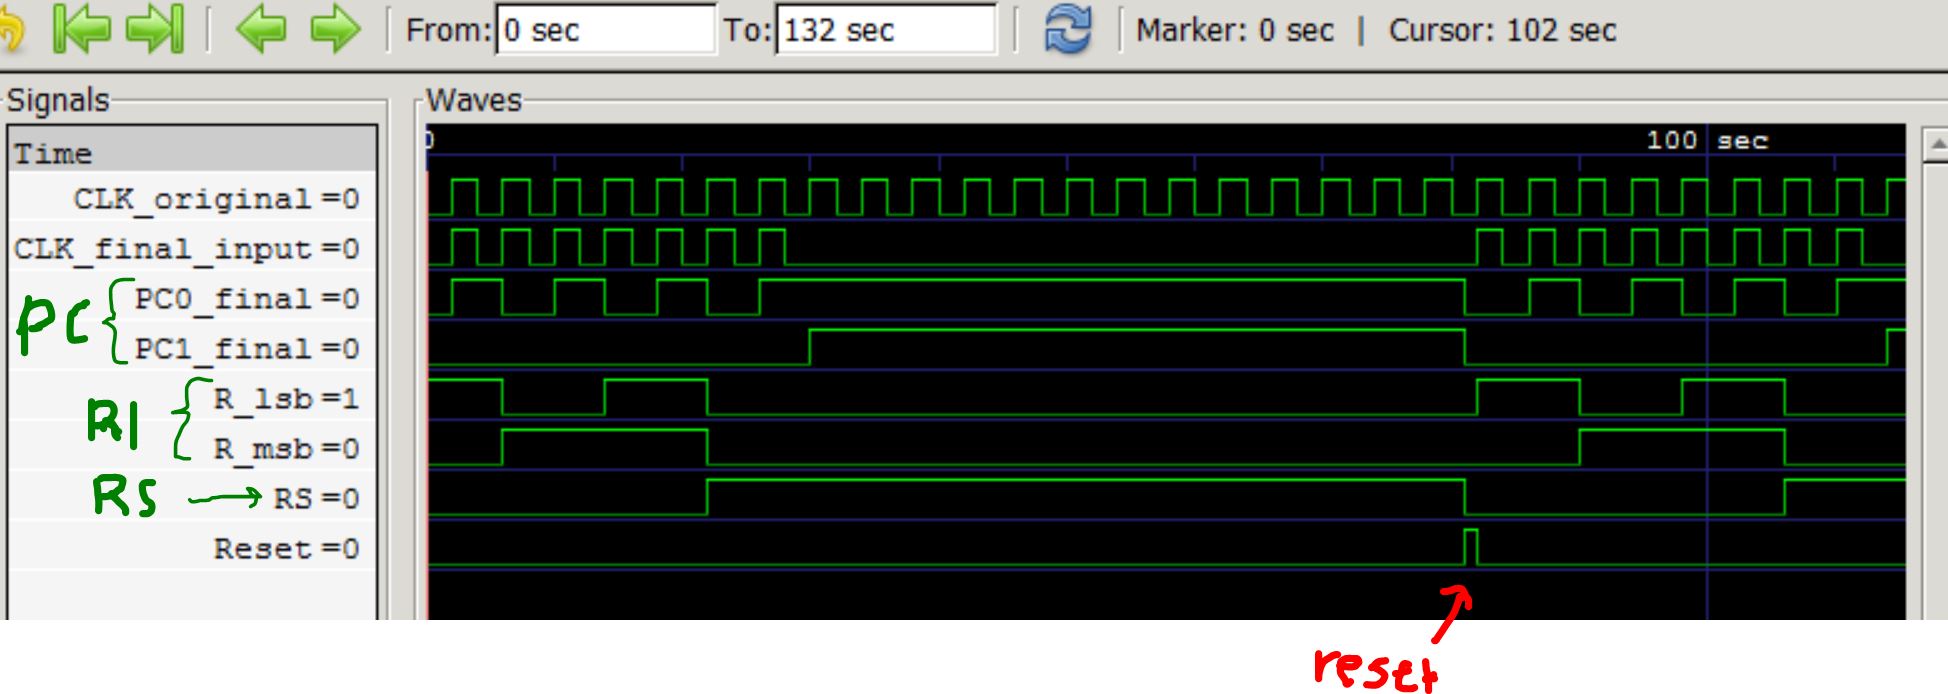 From: 0 sec To: 132 sec Marker: 0 sec | Cursor: 102 sec
Signals Waves
Time
0 100 sec
CLK_original =0
CLK_final_input =0
PC0_final =0
PC
PC1_final =0
R_lsb =1
R1
R_msb =0
RS → RS =0
Reset =0
reset